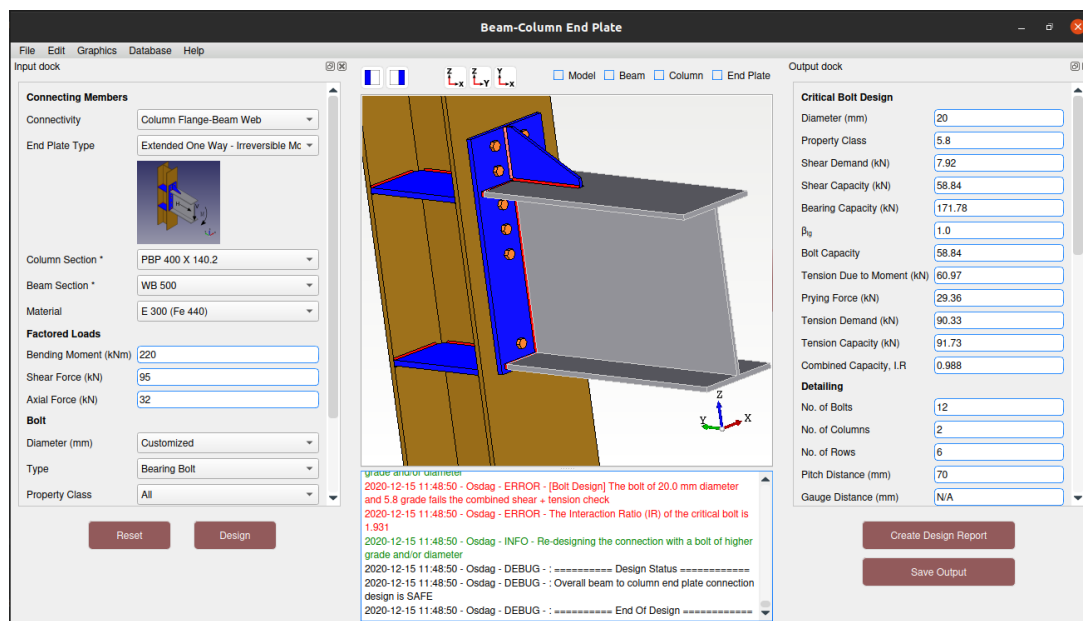 Beam-Column End Plate
File Edit Graphics Database Help
Input dock
Connecting Members
Connectivity Column Flange-Beam Web
End Plate Type Extended One Way - Irreversible Mc
Column Section * PBP 400 X 140.2
Beam Section * WB 500
Material E 300 (Fe 440)
Factored Loads
Bending Moment (kNm) 220
Shear Force (kN) 95
Axial Force (kN) 32
Bolt
Diameter (mm) Customized
Type Bearing Bolt
Property Class All
Reset Design
Z X Z Y Y X
Model Beam Column End Plate
Z
Y X
grade and/or diameter
2020-12-15 11:48:50 - Osdag - ERROR - [Bolt Design] The bolt of 20.0 mm diameter
and 5.8 grade fails the combined shear + tension check
2020-12-15 11:48:50 - Osdag - ERROR - The Interaction Ratio (IR) of the critical bolt is
1.931
2020-12-15 11:48:50 - Osdag - INFO - Re-designing the connection with a bolt of higher
grade and/or diameter
2020-12-15 11:48:50 - Osdag - DEBUG - : ========== Design Status ============
2020-12-15 11:48:50 - Osdag - DEBUG - : Overall beam to column end plate connection
design is SAFE
2020-12-15 11:48:50 - Osdag - DEBUG - : ========== End Of Design ============
Output dock
Critical Bolt Design
Diameter (mm) 20
Property Class 5.8
Shear Demand (kN) 7.92
Shear Capacity (kN) 58.84
Bearing Capacity (kN) 171.78
βlg 1.0
Bolt Capacity 58.84
Tension Due to Moment (kN) 60.97
Prying Force (kN) 29.36
Tension Demand (kN) 90.33
Tension Capacity (kN) 91.73
Combined Capacity, I.R 0.988
Detailing
No. of Bolts 12
No. of Columns 2
No. of Rows 6
Pitch Distance (mm) 70
Gauge Distance (mm) N/A
Create Design Report
Save Output